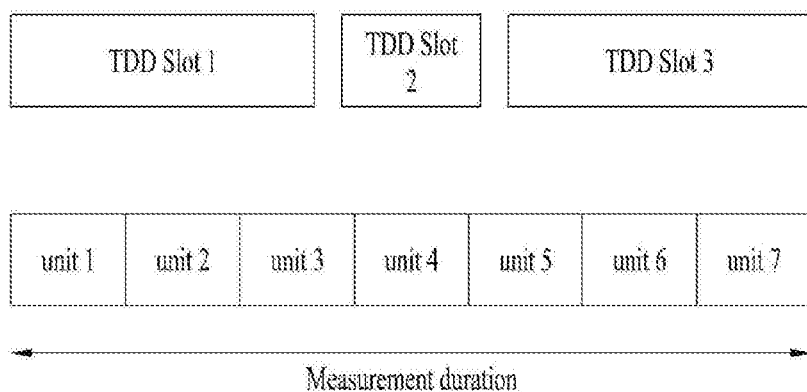 TDD Slot 1
TDD Slot
2
TDD Slot 3
unit 1
unit 2
unit 3
unit 4
unit 5
unit 6
unit 7
Measurement duration